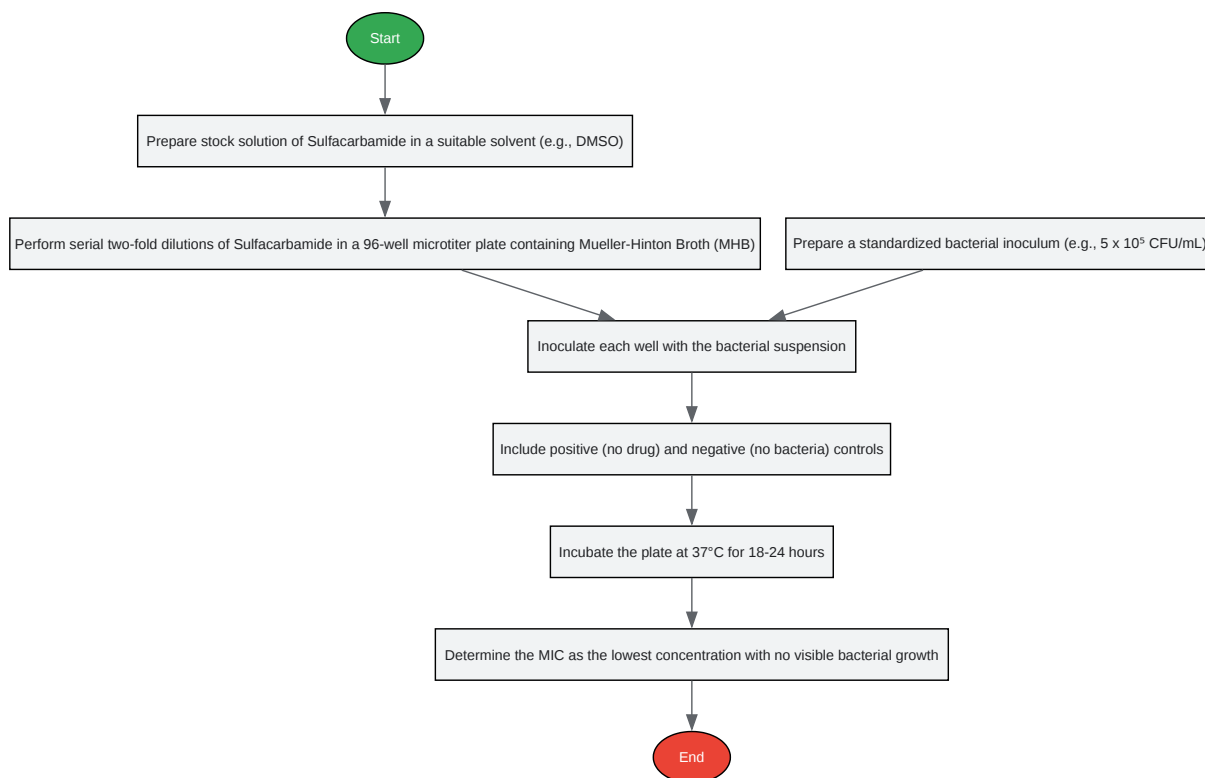 Start
Prepare stock solution of Sulfacarbamide in a suitable solvent (e.g., DMSO)
Perform serial two-fold dilutions of Sulfacarbamide in a 96-well microtiter plate containing Mueller-Hinton Broth (MHB)
Prepare a standardized bacterial inoculum (e.g., 5 x 10⁵ CFU/mL)
Inoculate each well with the bacterial suspension
Include positive (no drug) and negative (no bacteria) controls
Incubate the plate at 37°C for 18-24 hours
Determine the MIC as the lowest concentration with no visible bacterial growth
End